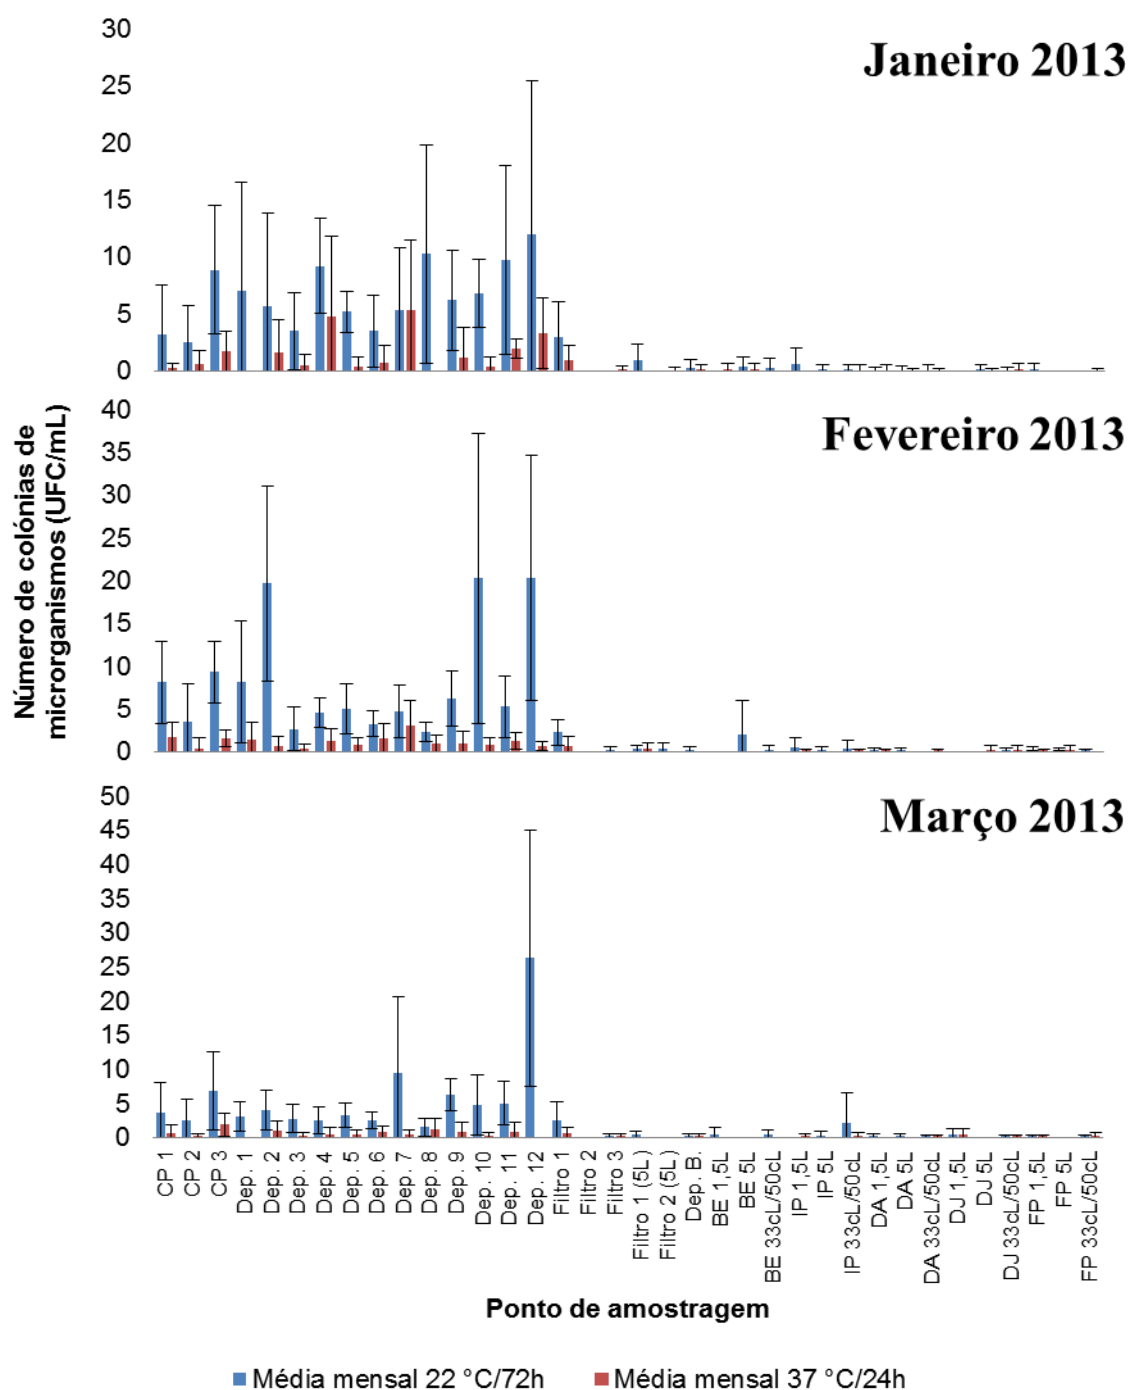 Janeiro 2013
30
25
20
15
10
5
0
Fevereiro 2013
40
35
30
25
20
15
10
5
0
Número de colónias de
microrganismos (UFC/mL)
Março 2013
50
45
40
35
30
25
20
15
10
5
0
CP 1
CP 2
CP 3
Dep. 1
Dep. 2
Dep. 3
Dep. 4
Dep. 5
Dep. 6
Dep. 7
Dep. 8
Dep. 9
Dep. 10
Dep. 11
Dep. 12
Filtro 1
Filtro 2
Filtro 3
Filtro 1 (5L)
Filtro 2 (5L)
Dep. B.
BE 1,5L
BE 5L
BE 33cL/50cL
IP 1,5L
IP 5L
IP 33cL/50cL
DA 1,5L
DA 5L
DA 33cL/50cL
DJ 1,5L
DJ 5L
DJ 33cL/50cL
FP 1,5L
FP 5L
FP 33cL/50cL
Ponto de amostragem
Média mensal 22 °C/72h
Média mensal 37 °C/24h